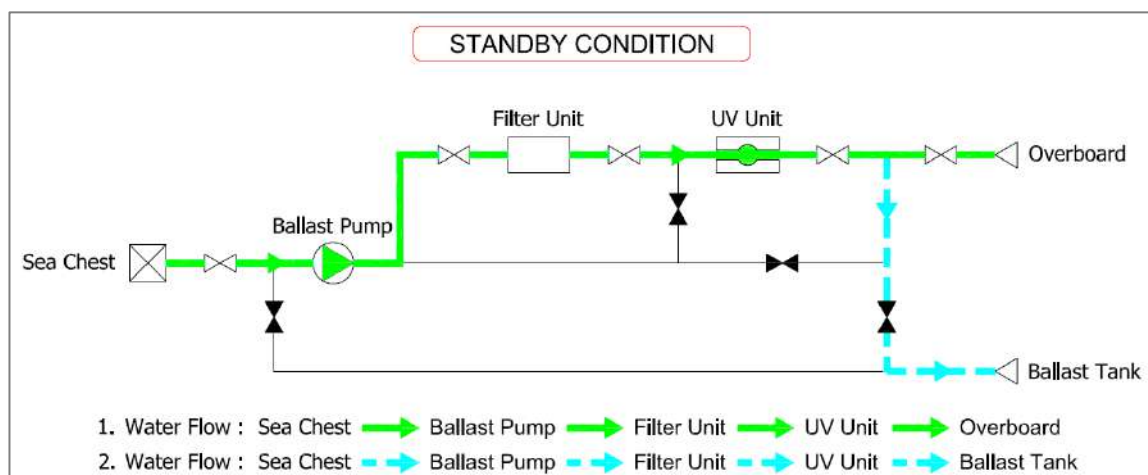 STANDBY CONDITION
Filter Unit
UV Unit
Overboard
Ballast Pump
Sea Chest
Ballast Tank
1. Water Flow : Sea Chest Ballast Pump Filter Unit UV Unit Overboard
2. Water Flow : Sea Chest Ballast Pump Filter Unit UV Unit Ballast Tank